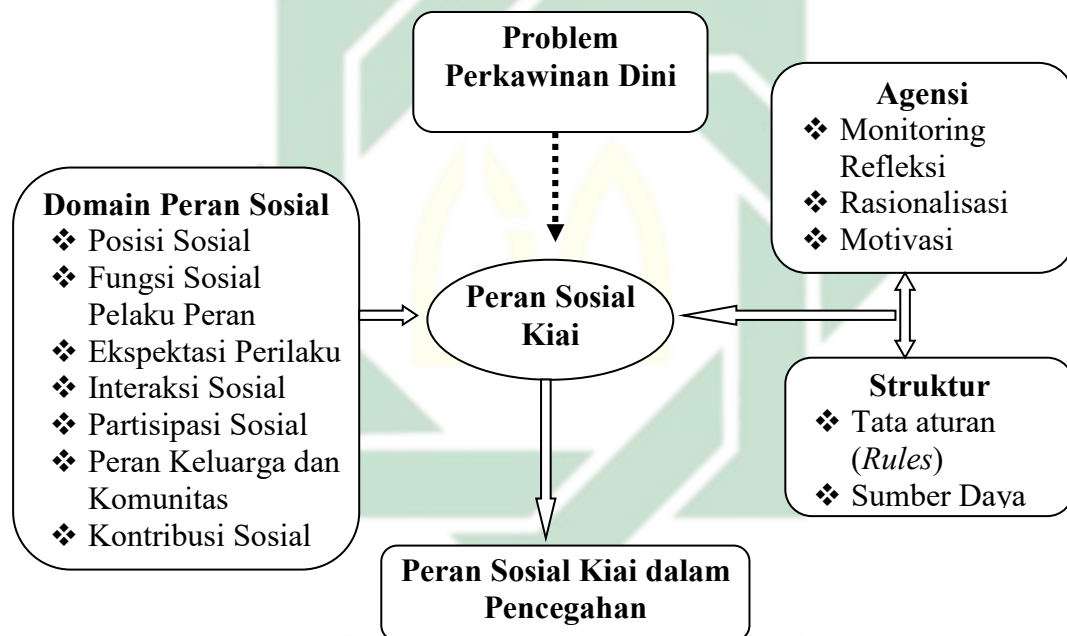 Problem
Perkawinan Dini
Agensi
❖ Monitoring
Refleksi
❖ Rasionalisasi
❖ Motivasi
Domain Peran Sosial
❖ Posisi Sosial
❖ Fungsi Sosial
Pelaku Peran
❖ Ekspektasi Perilaku
❖ Interaksi Sosial
❖ Partisipasi Sosial
❖ Peran Keluarga dan
Komunitas
❖ Kontribusi Sosial
Peran Sosial
Kiai
Struktur
❖ Tata aturan
(Rules)
❖ Sumber Daya
Peran Sosial Kiai dalam
Pencegahan